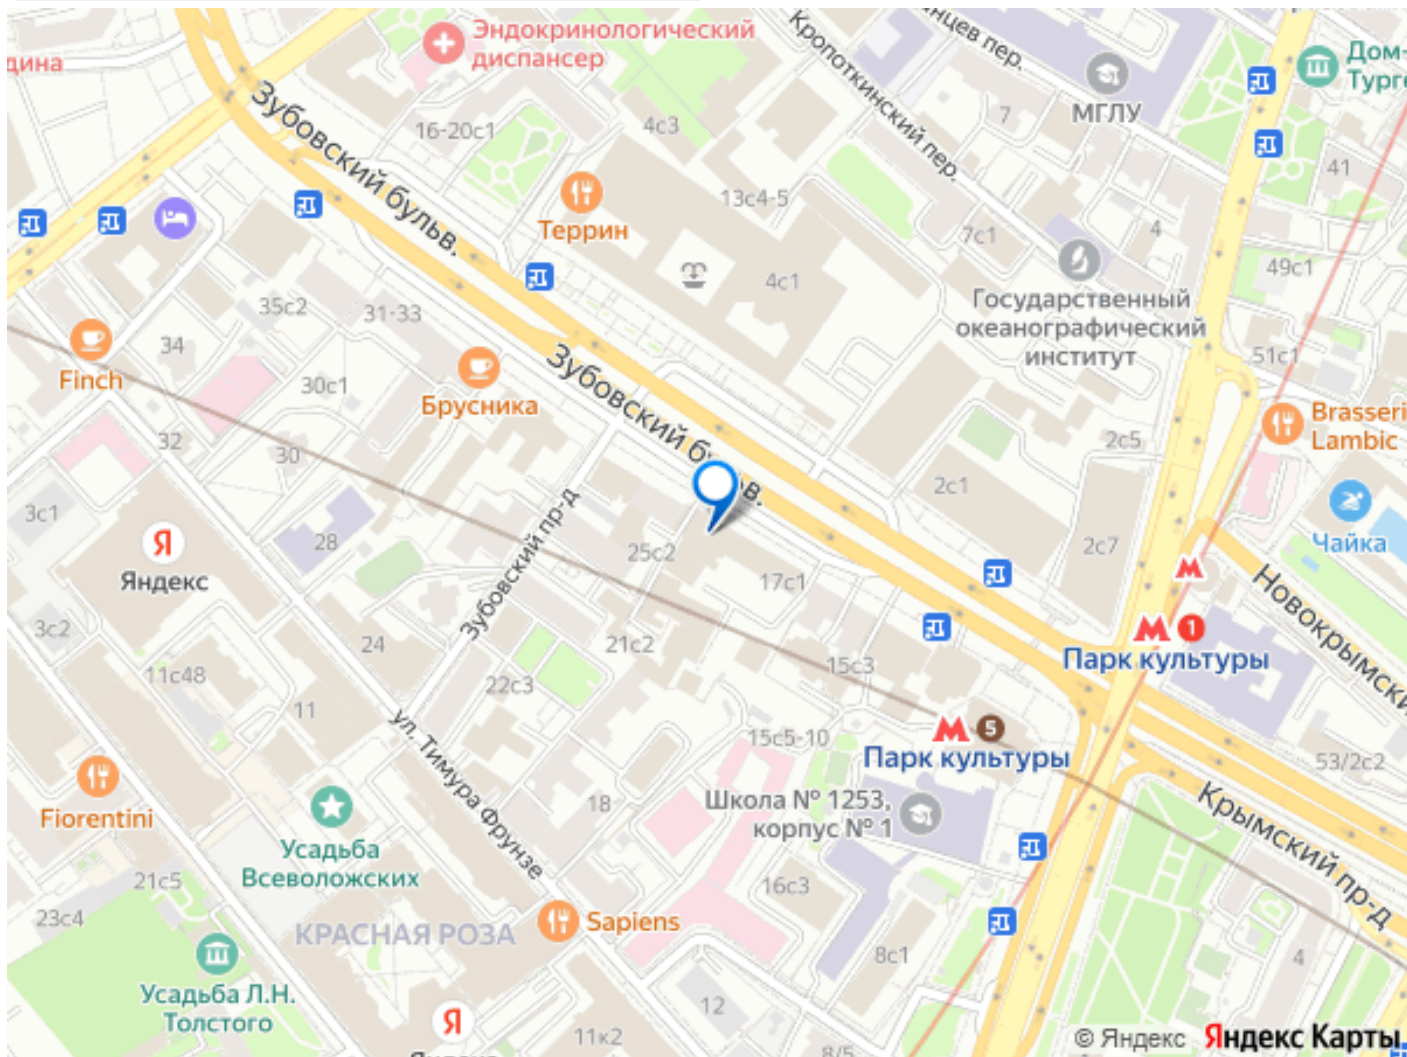 Эндокринологический
диспансер
дина
Кропоткинский пер.
нцев пер.
МГЛУ
Дом-
Турге
Зубовский бульв.
16-20с1
4с3
7
41
13с4-5
Террин
7с1
4
4с1
49с1
Государственный
океанографический
институт
35с2
31-33
34
Finch
30с1
Брусника
Зубовский б
в.
51с1
Brasseri
Lambic
2с5
32
30
2с1
3с1
28
Яндекс
Зубовский пр-д
25с2
17с1
2с7
Чайка
Новокрымски
3с2
24
21с2
1
Парк культуры
15с3
11с48
22с3
11
ул. Тимура Фрунзе
5
Парк культуры
15с5-10
53/2с2
Крымский пр-д
Fiorentini
18
Школа № 1253,
корпус № 1
Усадьба
Всеволожских
21с5
16с3
23с4
КРАСНАЯ РОЗА
Sapiens
8с1
4
Усадьба Л.Н.
Толстого
12
11к2
8/5
© Яндекс Яндекс Карты